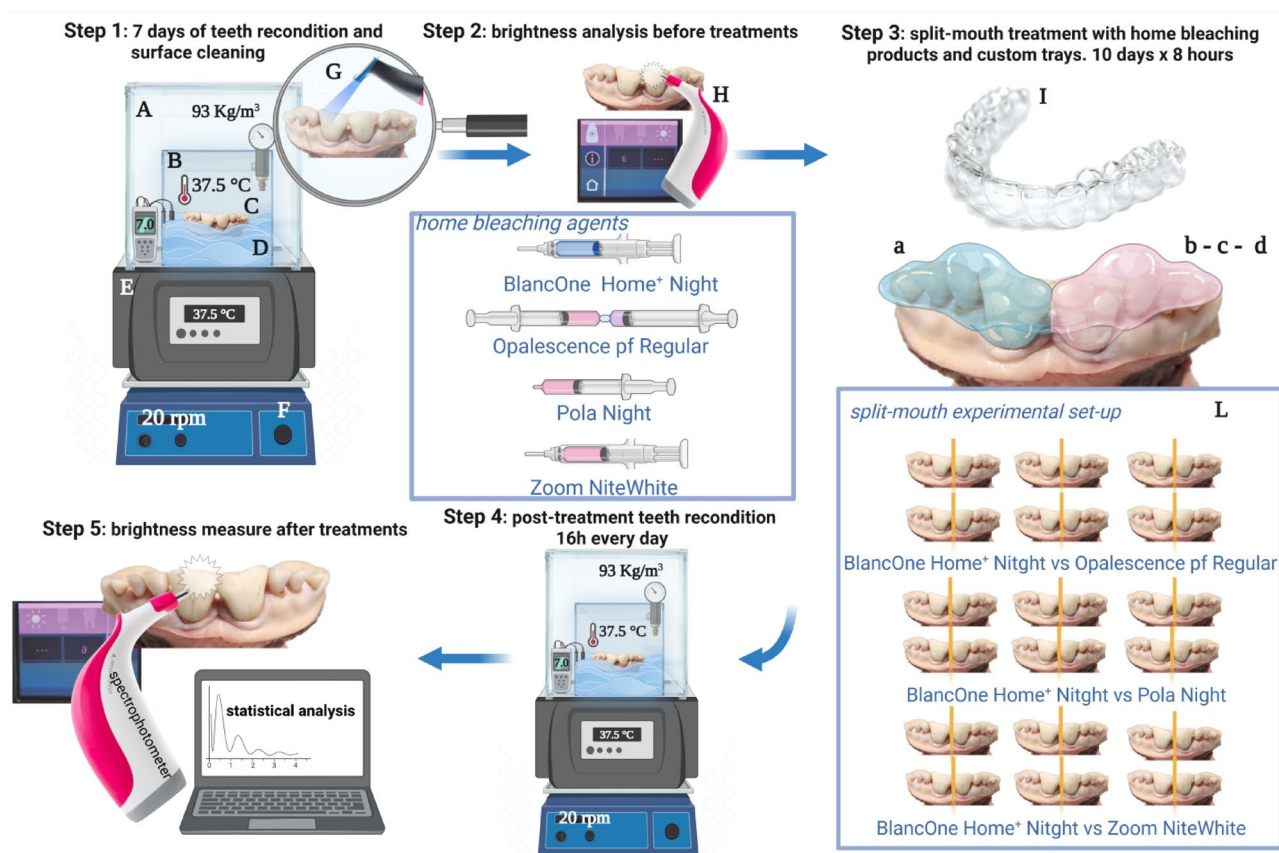 Step 1: 7 days of teeth recondition and
surface cleaning
A
93 Kg/m³
B
37.5 °C
C
7.0
D
E
37.5 °C
20 rpm
F
G
Step 2: brightness analysis before treatments
H
6
---
home bleaching agents
BlancOne Home⁺ Night
Opalescence pf Regular
Pola Night
Zoom NiteWhite
Step 3: split-mouth treatment with home bleaching
products and custom trays. 10 days x 8 hours
I
a
b - c - d
split-mouth experimental set-up
L
BlancOne Home⁺ Nitght vs Opalescence pf Regular
BlancOne Home⁺ Nitght vs Pola Night
BlancOne Home⁺ Nitght vs Zoom NiteWhite
Step 4: post-treatment teeth recondition
16h every day
93 Kg/m³
37.5 °C
7.0
37.5 °C
20 rpm
Step 5: brightness measure after treatments
---
spectrophotometer
statistical analysis
0 1 2 3 4